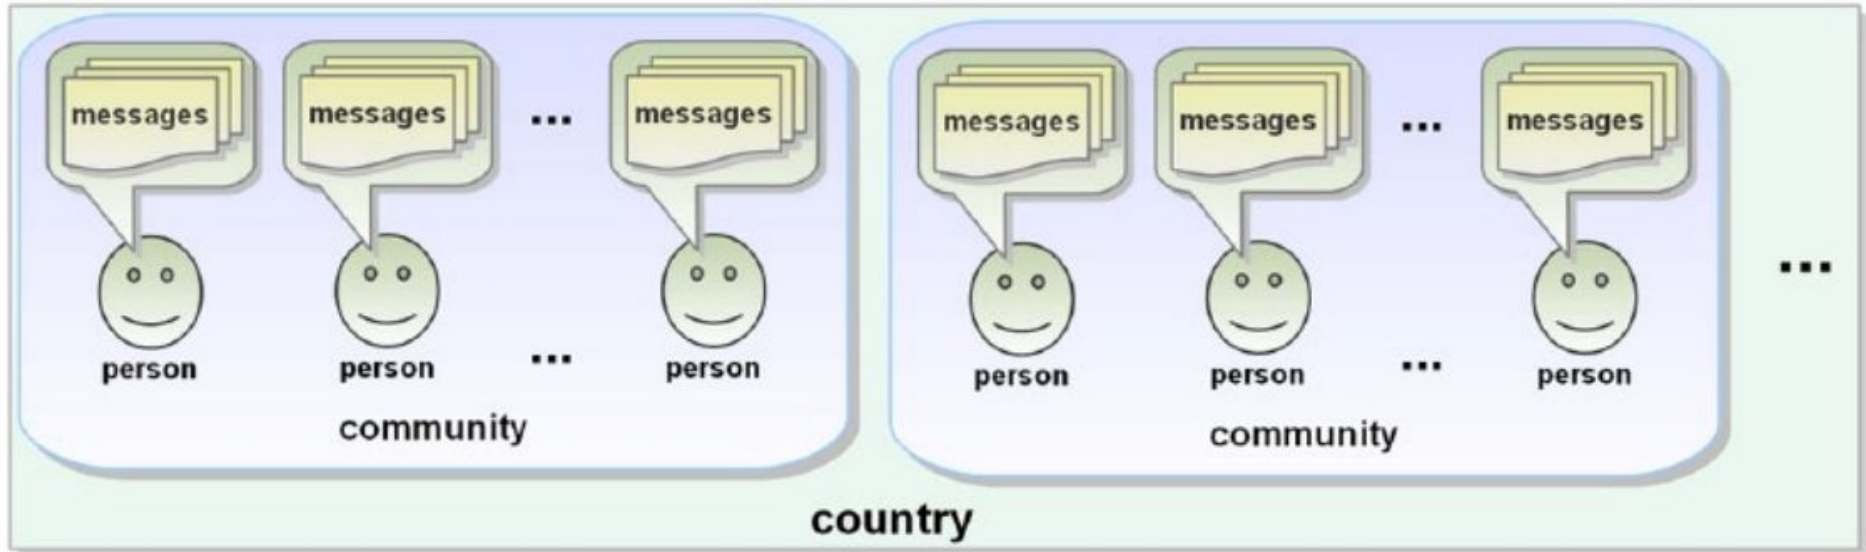 messages messages ... messages messages messages ... messages
...
person person ... person person person ... person
community community
country